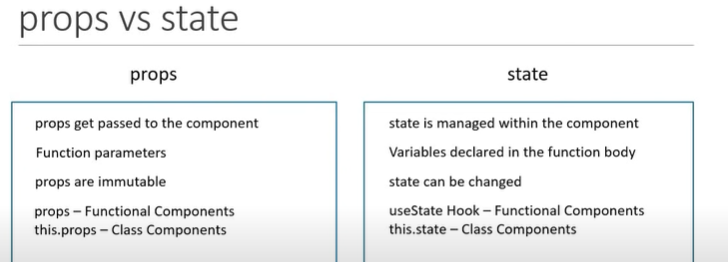 props vs state
props
state
props get passed to the component
Function parameters
props are immutable
props – Functional Components
this.props – Class Components
state is managed within the component
Variables declared in the function body
state can be changed
useState Hook – Functional Components
this.state – Class Components